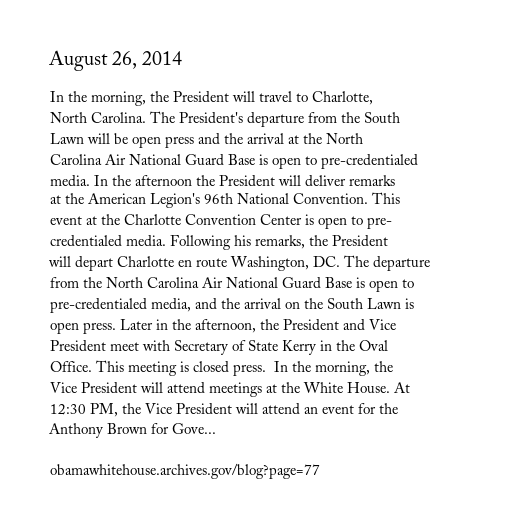 August 26, 2014
In the morning, the President will travel to Charlotte,
North Carolina. The President's departure from the South
Lawn will be open press and the arrival at the North
Carolina Air National Guard Base is open to pre-credentialed
media. In the afternoon the President will deliver remarks
at the American Legion's 96th National Convention. This
event at the Charlotte Convention Center is open to pre-
credentialed media. Following his remarks, the President
will depart Charlotte en route Washington, DC. The departure
from the North Carolina Air National Guard Base is open to
pre-credentialed media, and the arrival on the South Lawn is
open press. Later in the afternoon, the President and Vice
President meet with Secretary of State Kerry in the Oval
Office. This meeting is closed press.  In the morning, the
Vice President will attend meetings at the White House. At
12:30 PM, the Vice President will attend an event for the
Anthony Brown for Gove...
obamawhitehouse.archives.gov/blog?page=77